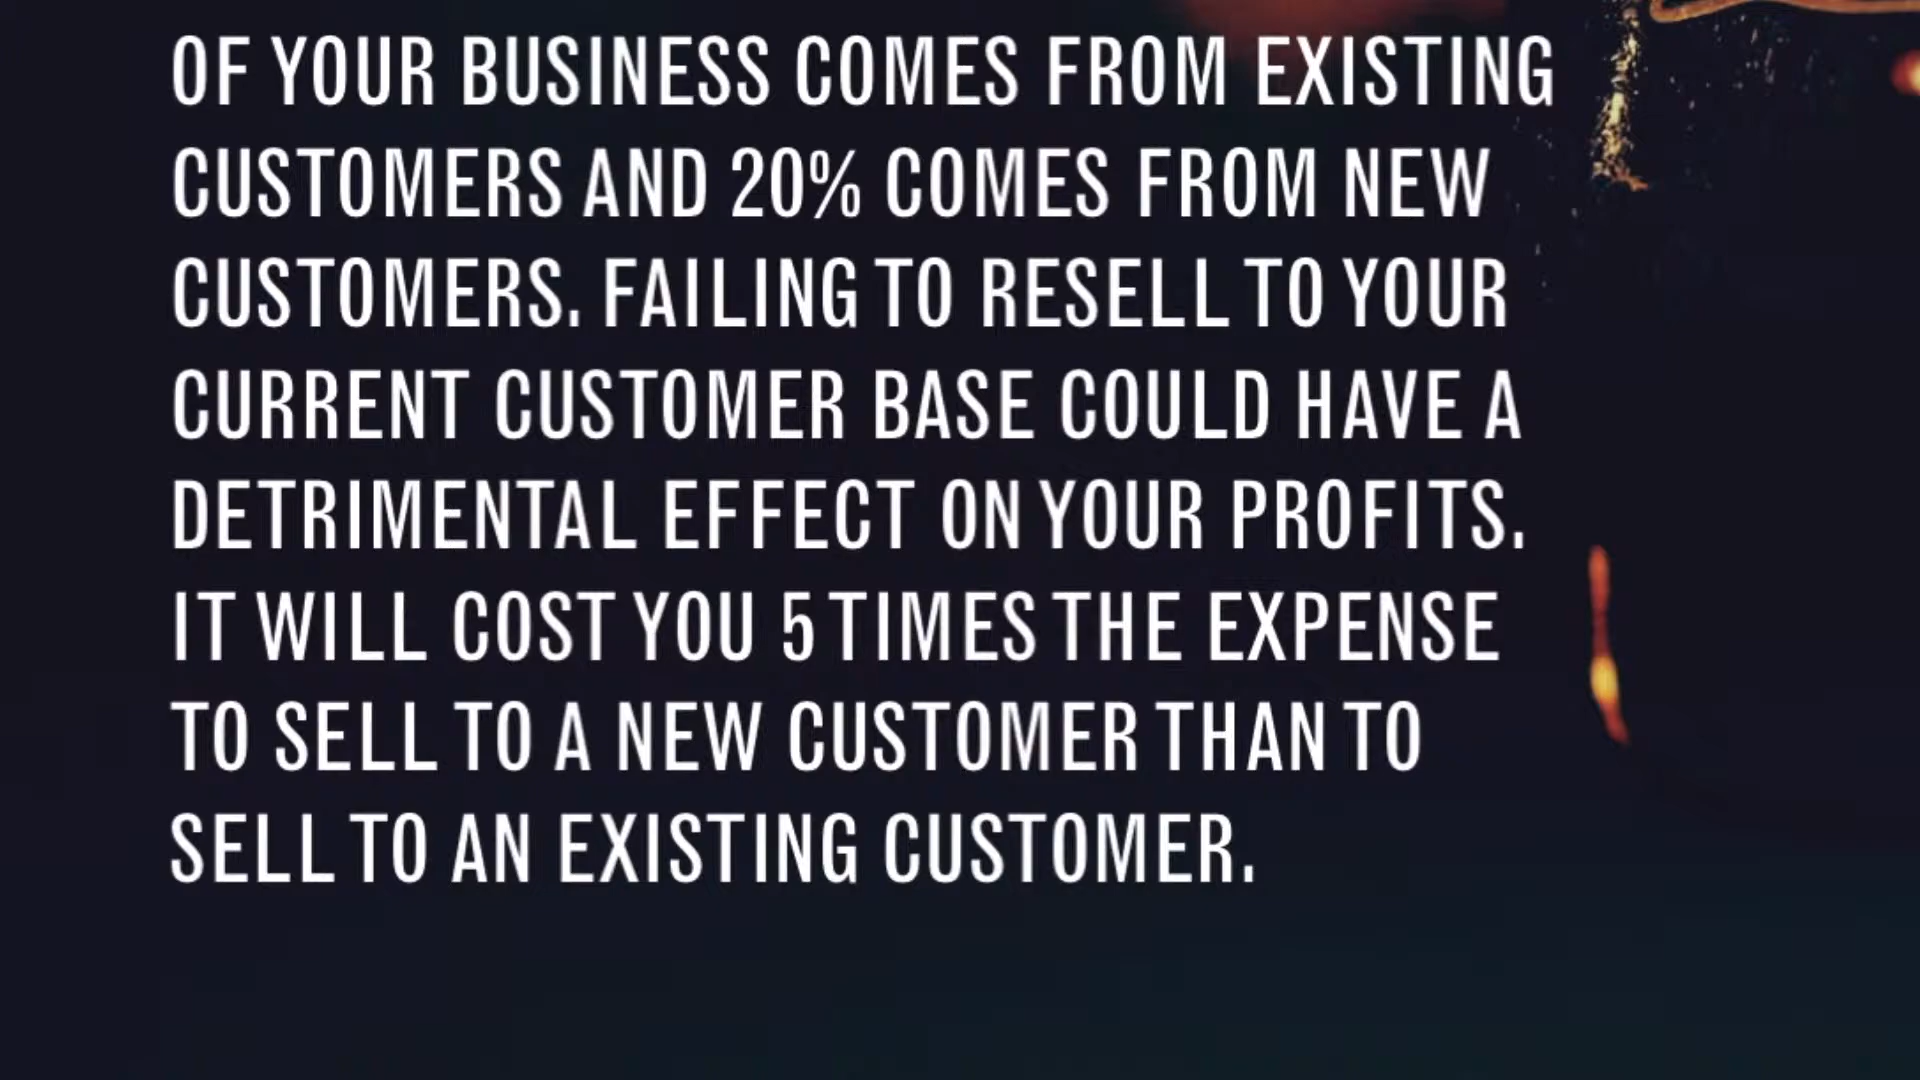 OF YOUR BUSINESS COMES FROM EXISTING
CUSTOMERS AND 20% COMES FROM NEW
CUSTOMERS. FAILING TO RESELL TO YOUR
CURRENT CUSTOMER BASE COULD HAVE A
DETRIMENTAL EFFECT ON YOUR PROFITS.
IT WILL COST YOU 5 TIMES THE EXPENSE
TO SELL TO A NEW CUSTOMER THAN TO
SELL TO AN EXISTING CUSTOMER.